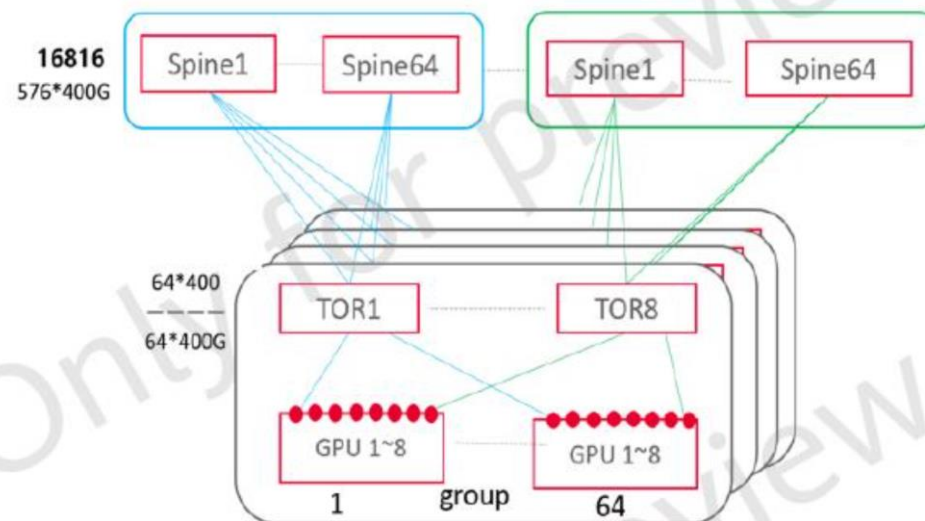 16816
576*400G
Spine1
Spine64
Spine1
Spine64
64*400
64*400G
TOR1
TOR8
GPU 1~8
GPU 1~8
1
group
64
Only for preview
preview